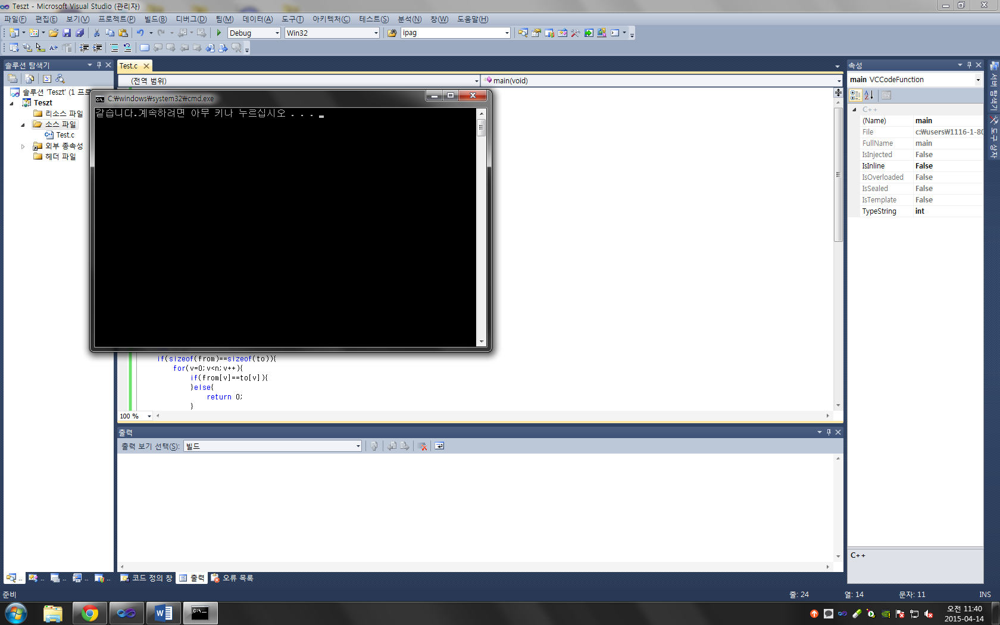 Teszt - Microsoft Visual Studio (관리자)
파일(F) 편집(E) 보기(V) 프로젝트(P) 빌드(B) 디버그(D) 팀(M) 데이터(A) 도구(T) 아키텍처(C) 테스트(S) 분석(N) 창(W) 도움말(H)
Debug Win32 ipag
솔루션 탐색기
Test.c
속성
(전역 범위)
main(void)
main VCCodeFunction
솔루션 'Teszt' (1 프로
Teszt
리소스 파일
소스 파일
Test.c
외부 종속성
헤더 파일
C:₩windows₩system32₩cmd.exe
같습니다.계속하려면 아무 키나 누르십시오 . . .
if(sizeof(from)==sizeof(to)){
for(v=0;v<n;v++){
if(from[v]==to[v]){
}else{
return 0;
}
100 %
C++
(Name) main
File c:₩users₩1116-1-80
FullName main
IsInjected False
IsInline False
IsOverloaded False
IsSealed False
IsTemplate False
TypeString int
C++
서버 탐색기
도구 상자
출력
출력 보기 선택(S): 빌드
코드 정의 창 출력 오류 목록
준비
줄: 24 열: 14 문자: 11 INS
오전 11:40
2015-04-14